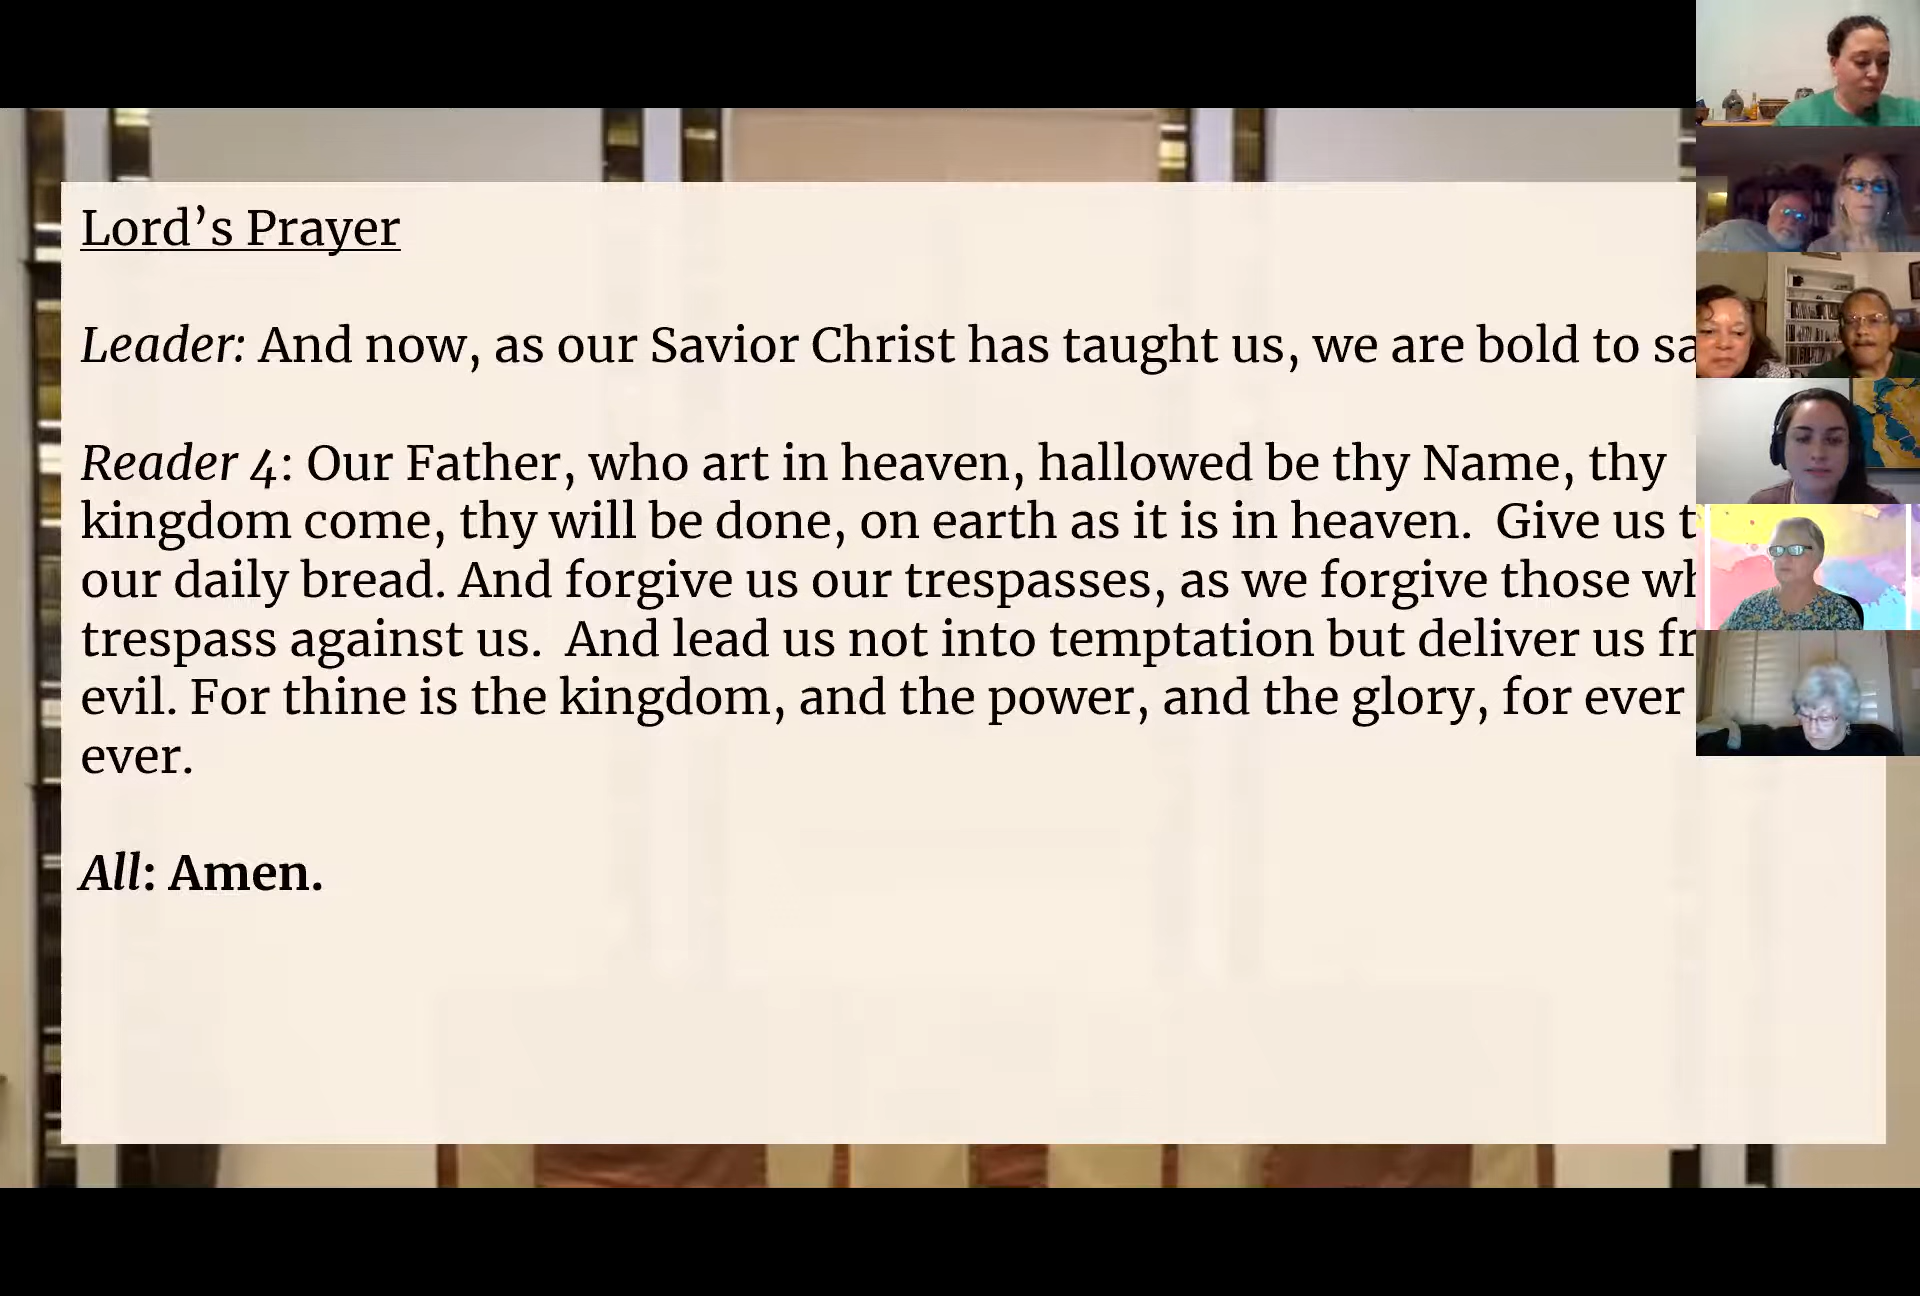 Lord’s Prayer
Leader: And now, as our Savior Christ has taught us, we are bold to
Reader 4: Our Father, who art in heaven, hallowed be thy Name, thy
kingdom come, thy will be done, on earth as it is in heaven.  Give us
our daily bread. And forgive us our trespasses, as we forgive those
trespass against us.  And lead us not into temptation but deliver us
evil. For thine is the kingdom, and the power, and the glory, for ever
ever.
All: Amen.